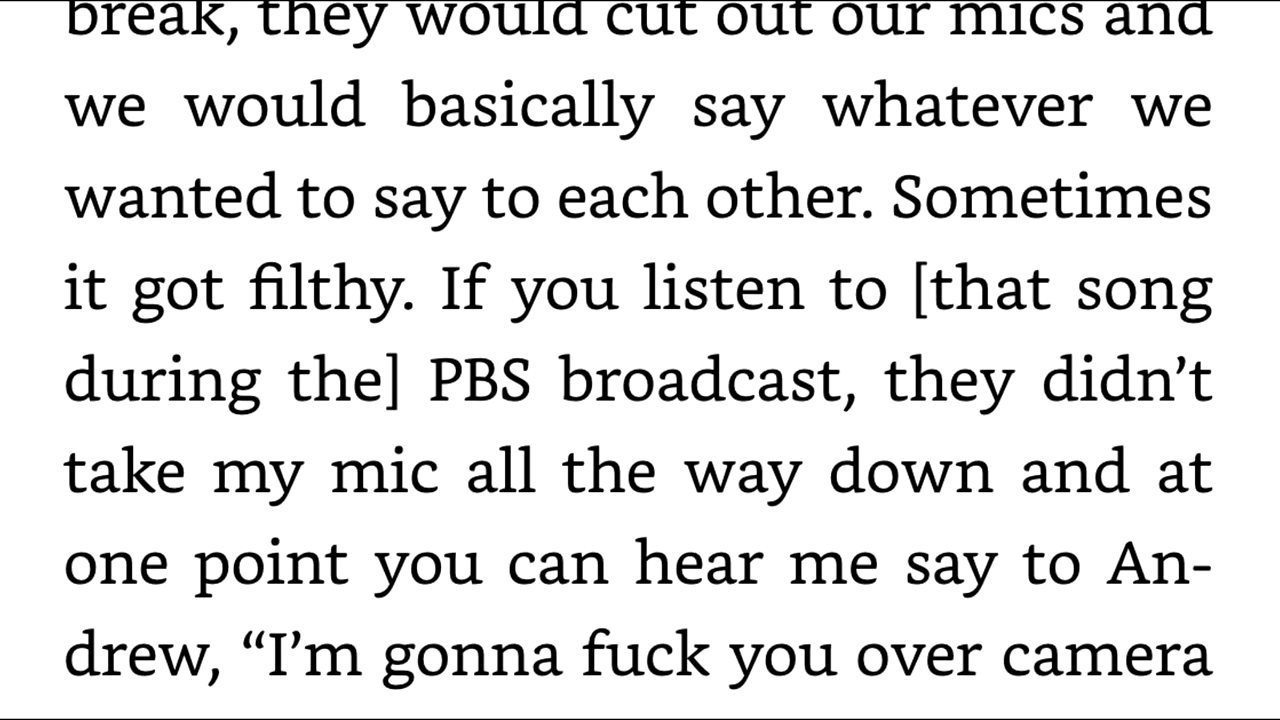 break, they would cut out our mics and
we would basically say whatever we
wanted to say to each other. Sometimes
it got filthy. If you listen to [that song
during the] PBS broadcast, they didn’t
take my mic all the way down and at
one point you can hear me say to An-
drew, “I’m gonna fuck you over camera